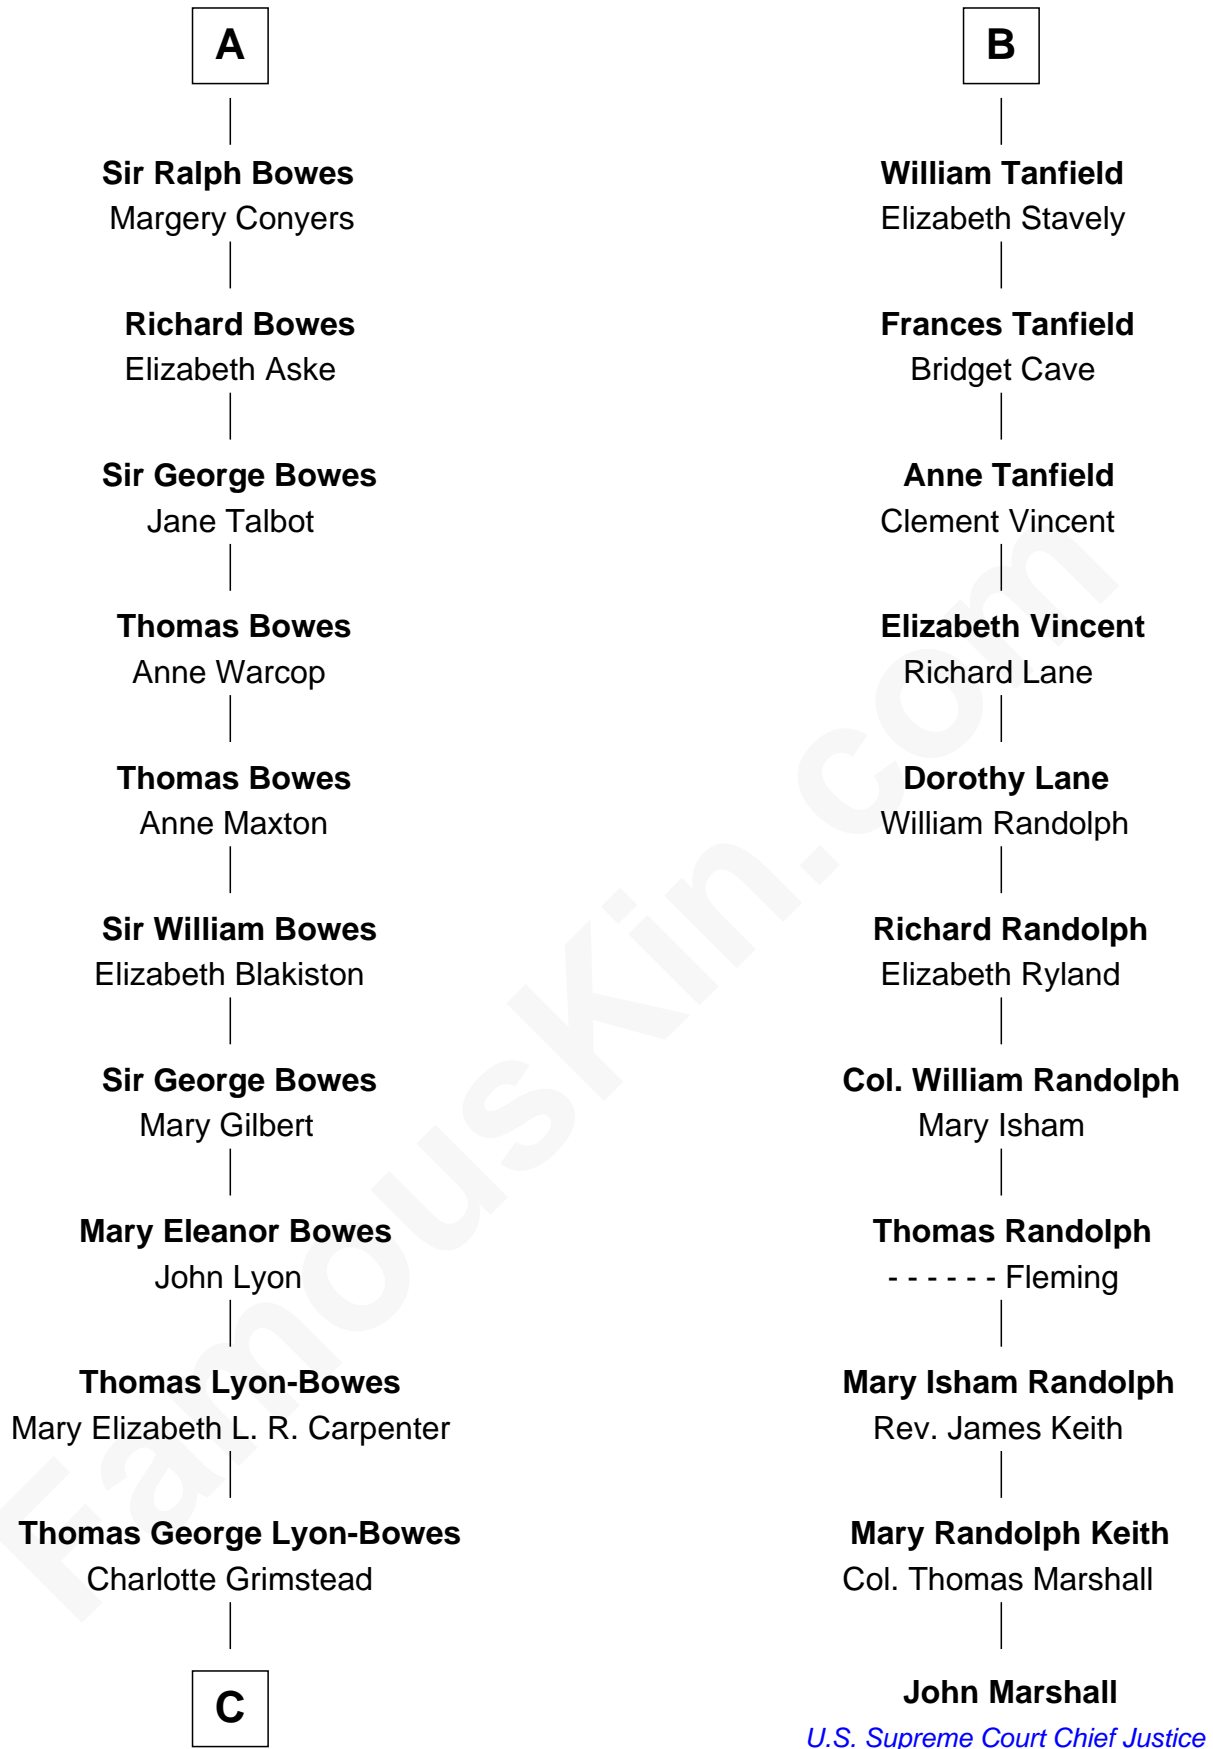 A
Sir Ralph Bowes
Margery Conyers
Richard Bowes
Elizabeth Aske
Sir George Bowes
Jane Talbot
Thomas Bowes
Anne Warcop
Thomas Bowes
Anne Maxton
Sir William Bowes
Elizabeth Blakiston
Sir George Bowes
Mary Gilbert
Mary Eleanor Bowes
John Lyon
Thomas Lyon-Bowes
Mary Elizabeth L. R. Carpenter
Thomas George Lyon-Bowes
Charlotte Grimstead
C
B
William Tanfield
Elizabeth Stavely
Frances Tanfield
Bridget Cave
Anne Tanfield
Clement Vincent
Elizabeth Vincent
Richard Lane
Dorothy Lane
William Randolph
Richard Randolph
Elizabeth Ryland
Col. William Randolph
Mary Isham
Thomas Randolph
- - - - - - Fleming
Mary Isham Randolph
Rev. James Keith
Mary Randolph Keith
Col. Thomas Marshall
John Marshall
U.S. Supreme Court Chief Justice
FamousKin.com